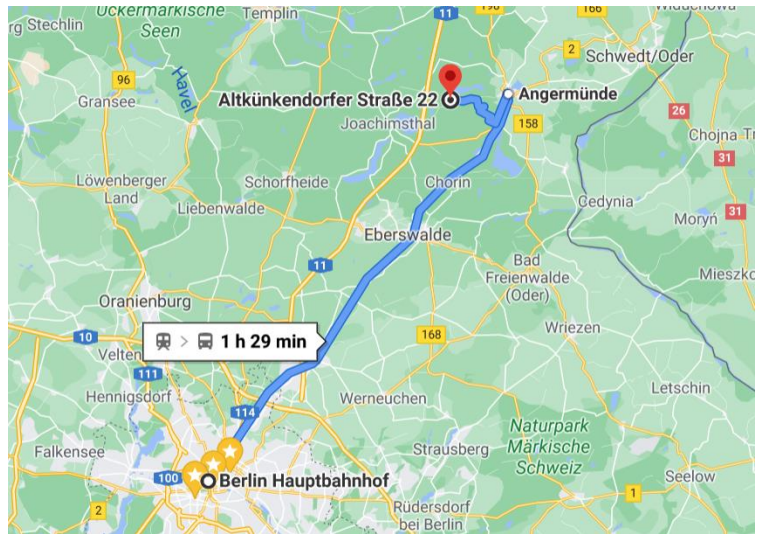 Uckermärkische
Seen
Templin
11
198
166
rg Stechlin
2
Schwedt/Oder
96
Havel
Gransee
Altkünkendorfer Straße 22
Angermünde
Joachimsthal
158
26
Chojna
31
Löwenberger
Land
Schorfheide
Chorin
Liebenwalde
Cedynia
Moryń
31
Eberswalde
11
Bad
Freienwalde
(Oder)
Mieszko
Oranienburg
10
1 h 29 min
168
Wriezen
Velten
111
Hennigsdorf
114
Werneuchen
Letschin
Naturpark
Märkische
Schweiz
Falkensee
Strausberg
100
Berlin Hauptbahnhof
Seelow
2
Rüdersdorf
bei Berlin
1